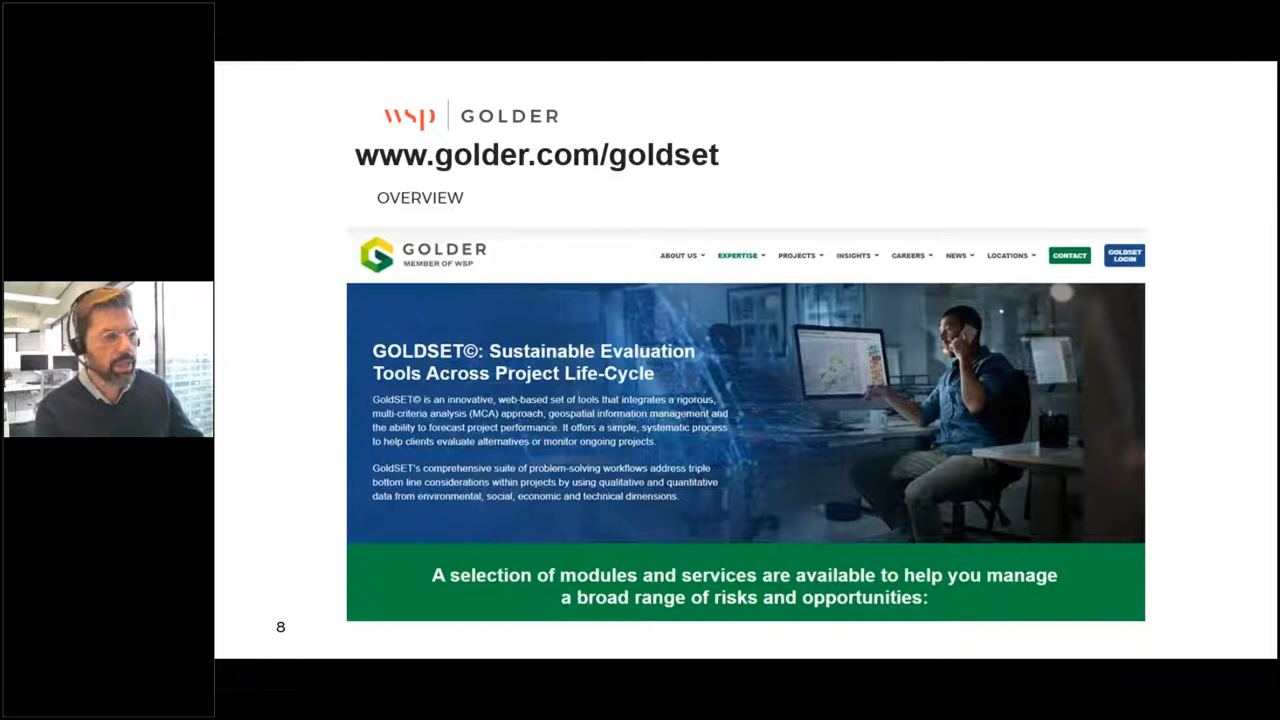 wsp | GOLDER
www.golder.com/goldset
OVERVIEW
GOLDER
MEMBER OF WSP
ABOUT US EXPERTISE PROJECTS INSIGHTS CAREERS NEWS LOCATIONS CONTACT GOLDSET LOGIN
GOLDSET©: Sustainable Evaluation
Tools Across Project Life-Cycle
GoldSET© is an innovative, web-based set of tools that integrates a rigorous,
multi-criteria analysis (MCA) approach, geospatial information management and
the ability to forecast project performance. It offers a simple, systematic process
to help clients evaluate alternatives or monitor ongoing projects.
GoldSET's comprehensive suite of problem-solving workflows address triple
bottom line considerations within projects by using qualitative and quantitative
data from environmental, social, economic and technical dimensions.
A selection of modules and services are available to help you manage
a broad range of risks and opportunities:
8